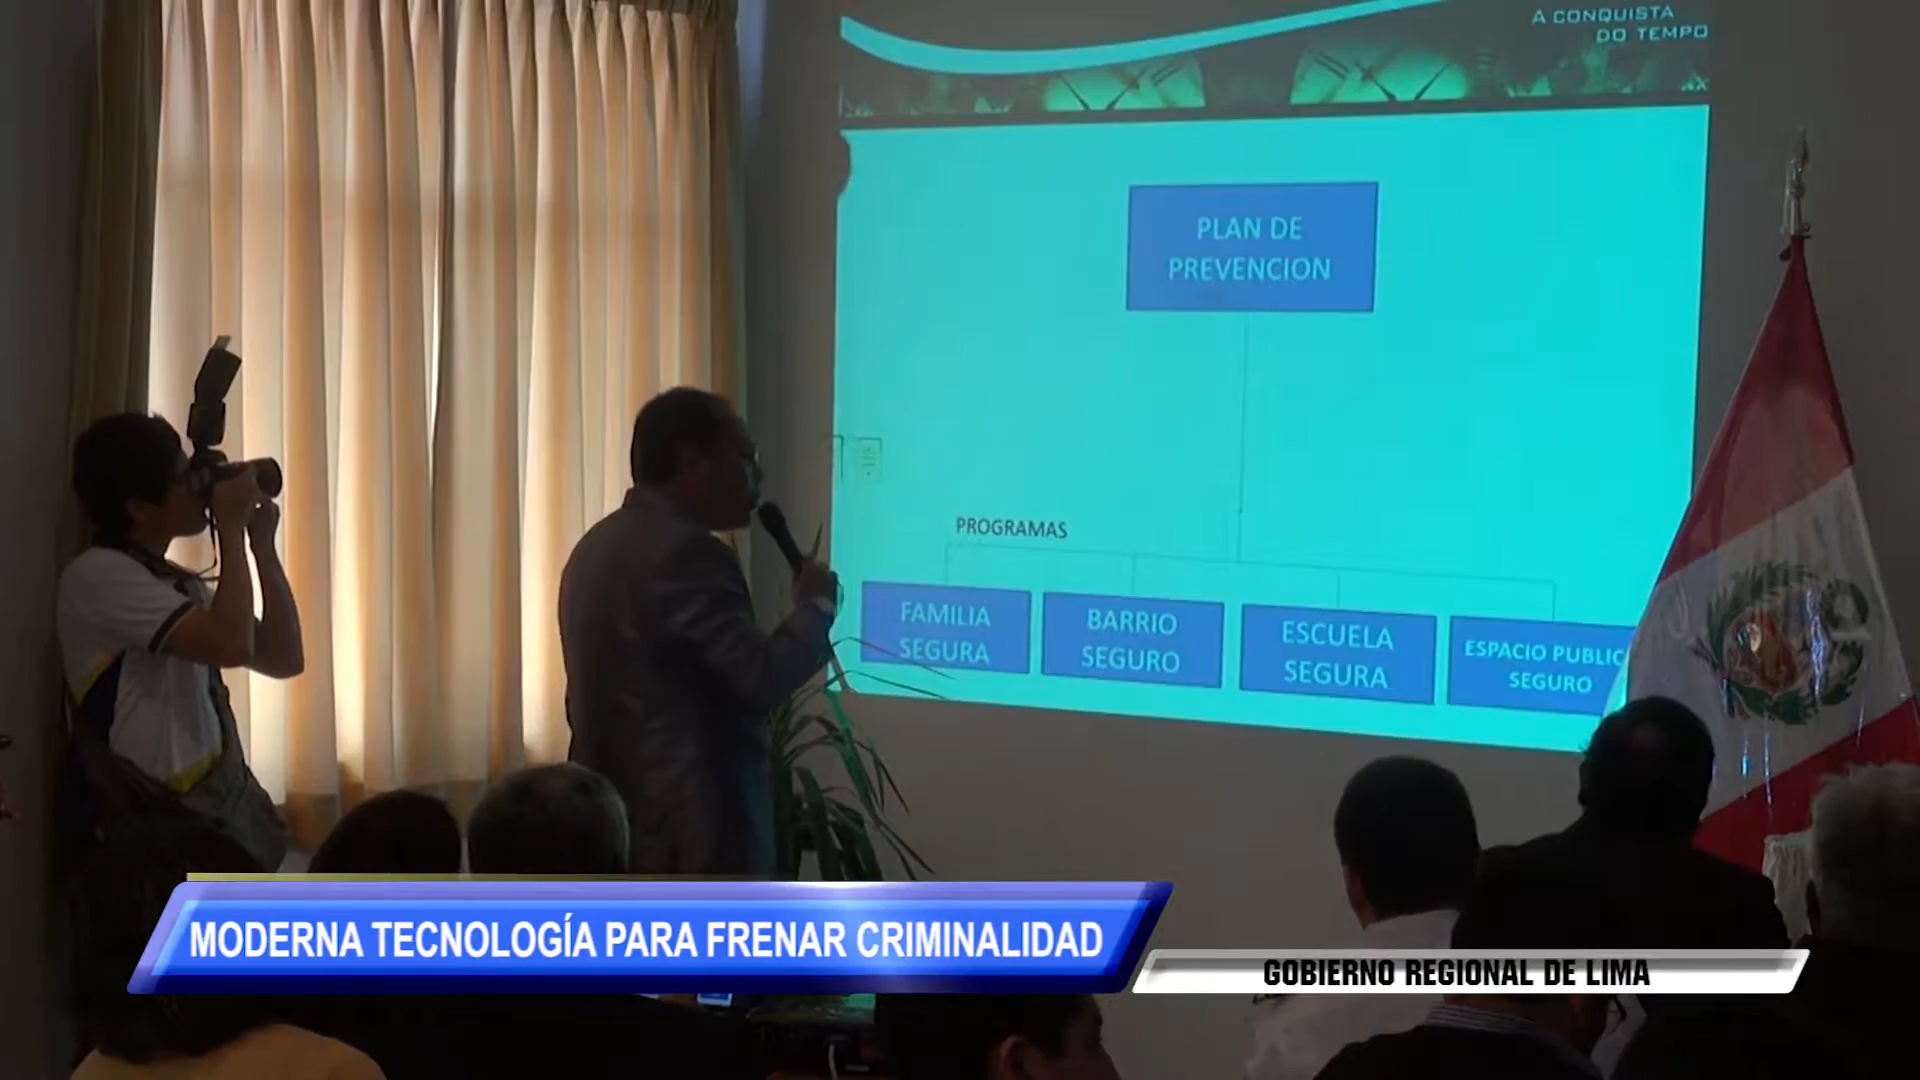 A CONQUISTA
DO TEMPO
PLAN DE
PREVENCION
PROGRAMAS
FAMILIA
SEGURA
BARRIO
SEGURO
ESCUELA
SEGURA
ESPACIO PUBLIC
SEGURO
MODERNA TECNOLOGÍA PARA FRENAR CRIMINALIDAD
GOBIERNO REGIONAL DE LIMA